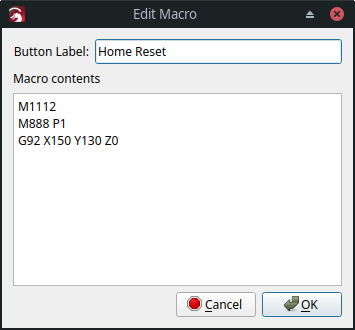 Edit Macro
Button Label: Home Reset
Macro contents
M1112
M888 P1
G92 X150 Y130 Z0
Cancel OK